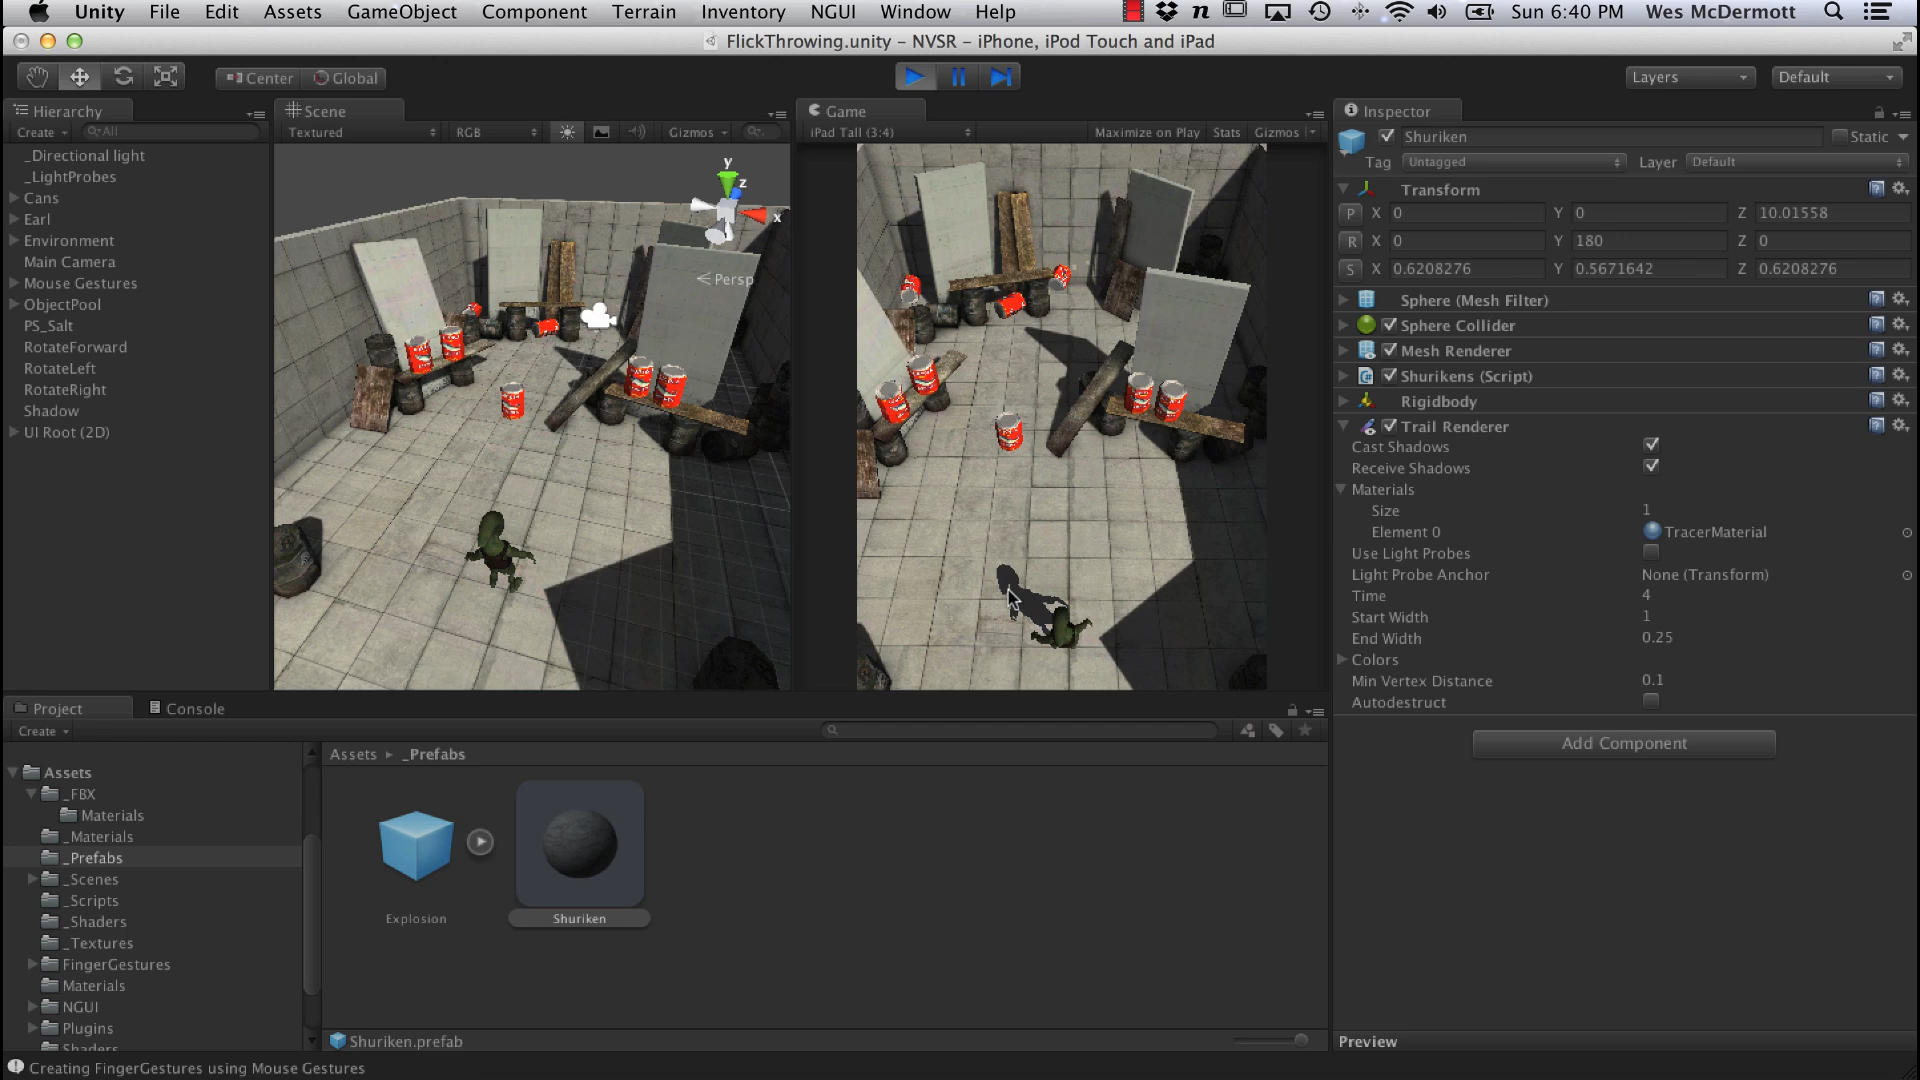 Unity File Edit Assets GameObject Component Terrain Inventory NGUI Window Help Sun 6:40 PM Wes McDermott
FlickThrowing.unity – NVSR – iPhone, iPod Touch and iPad
Center Global Layers Default
Hierarchy
Create All
_Directional light
_LightProbes
Cans
Earl
Environment
Main Camera
Mouse Gestures
ObjectPool
PS_Salt
RotateForward
RotateLeft
RotateRight
Shadow
UI Root (2D)
Scene
Textured RGB Gizmos
y
z
x
Persp
Game
iPad Tall (3:4) Maximize on Play Stats Gizmos
Inspector
Shuriken Static
Tag Untagged Layer Default
Transform
P X 0 Y 0 Z 10.01558
R X 0 Y 180 Z 0
S X 0.6208276 Y 0.5671642 Z 0.6208276
Sphere (Mesh Filter)
Sphere Collider
Mesh Renderer
Shurikens (Script)
Rigidbody
Trail Renderer
Cast Shadows
Receive Shadows
Materials
Size 1
Element 0 TracerMaterial
Use Light Probes
Light Probe Anchor None (Transform)
Time 4
Start Width 1
End Width 0.25
Colors
Min Vertex Distance 0.1
Autodestruct
Add Component
Preview
Project Console
Create
Assets
_FBX
Materials
_Materials
_Prefabs
_Scenes
_Scripts
_Shaders
_Textures
FingerGestures
Materials
NGUI
Plugins
Shaders
Assets ▸ _Prefabs
Explosion
Shuriken
Shuriken.prefab
Creating FingerGestures using Mouse Gestures